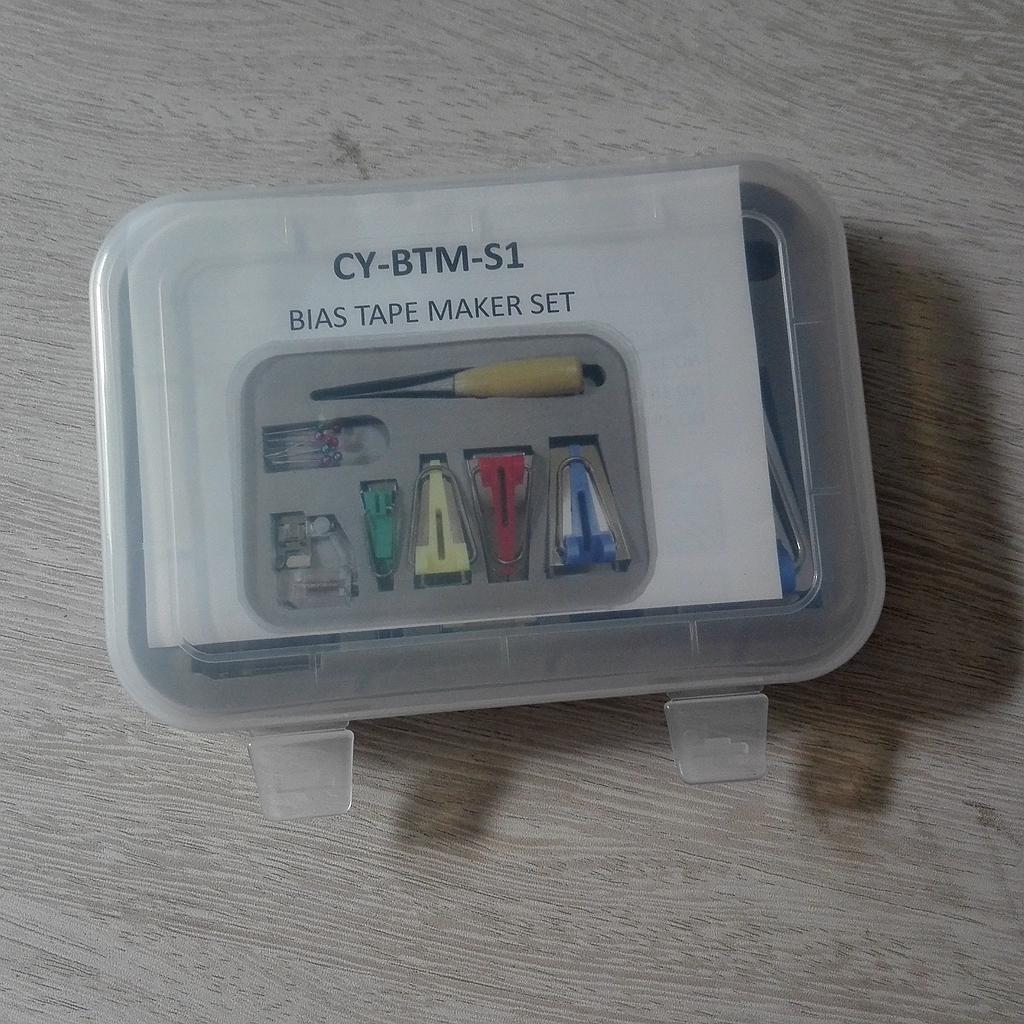 CY-BTM-S1
BIAS TAPE MAKER SET